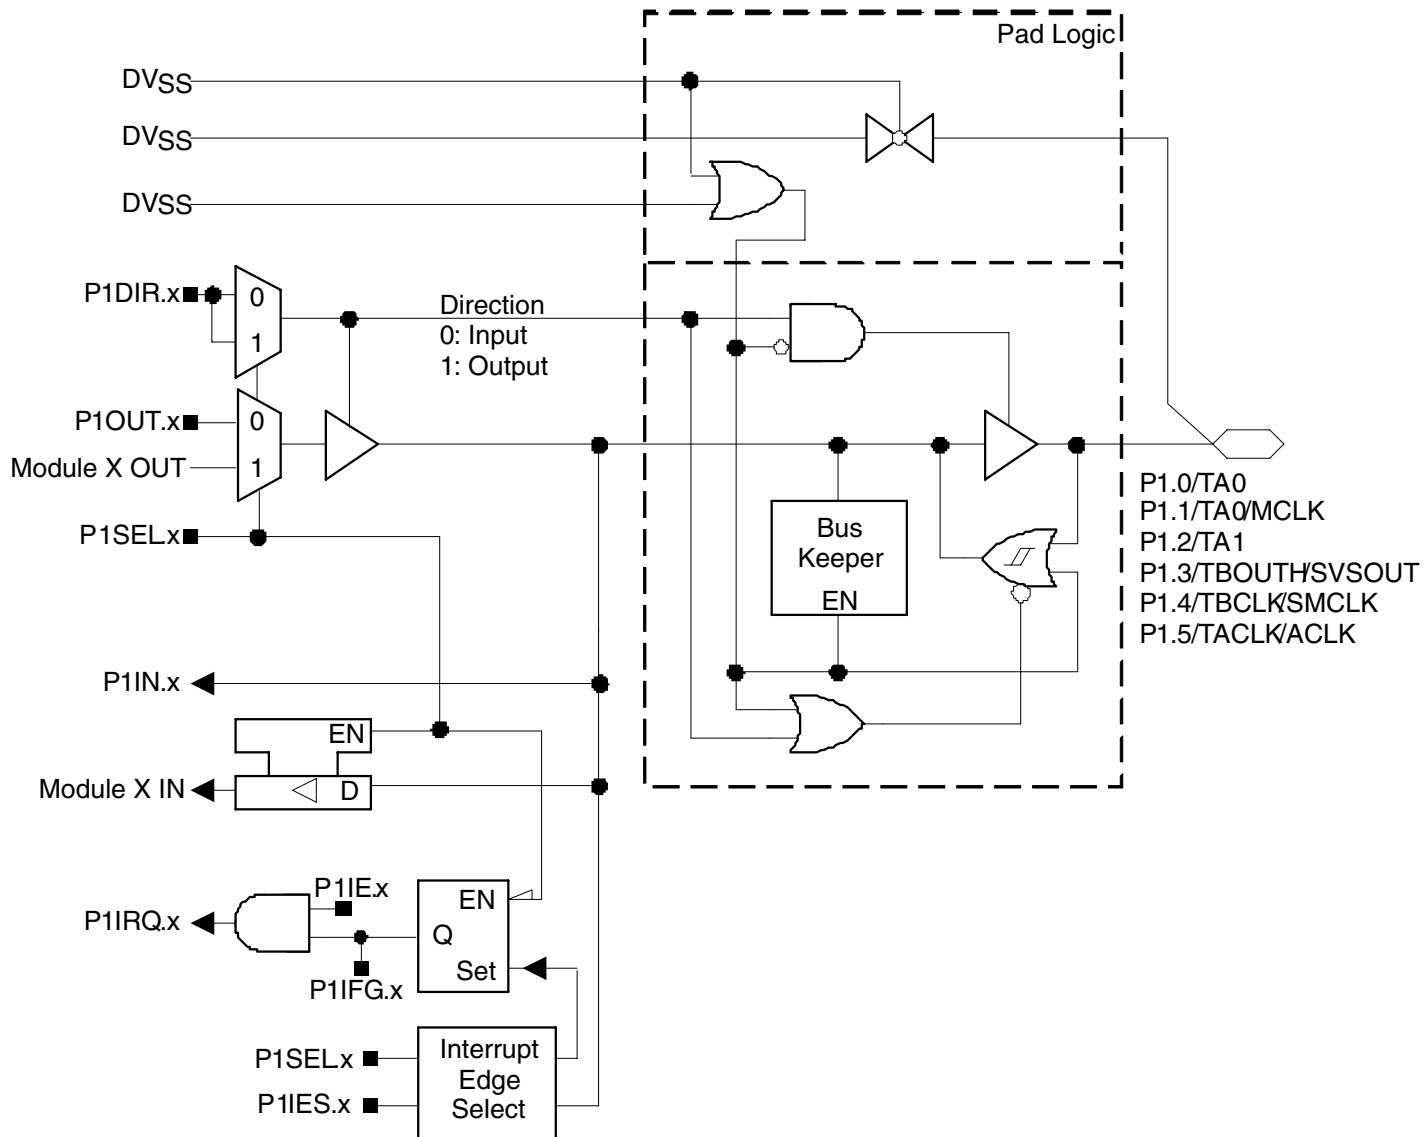 Pad Logic
DVSS
DVSS
DVSS
P1DIR.x
0
1
Direction
0: Input
1: Output
P1OUT.x
0
Module X OUT
1
P1SEL.x
Bus
Keeper
EN
P1.0/TA0
P1.1/TA0/MCLK
P1.2/TA1
P1.3/TBOUTH/SVSOUT
P1.4/TBCLK/SMCLK
P1.5/TACLK/ACLK
P1IN.x
EN
Module X IN
D
P1IE.x
P1IRQ.x
EN
Q
Set
P1IFG.x
P1SEL.x
P1IES.x
Interrupt
Edge
Select